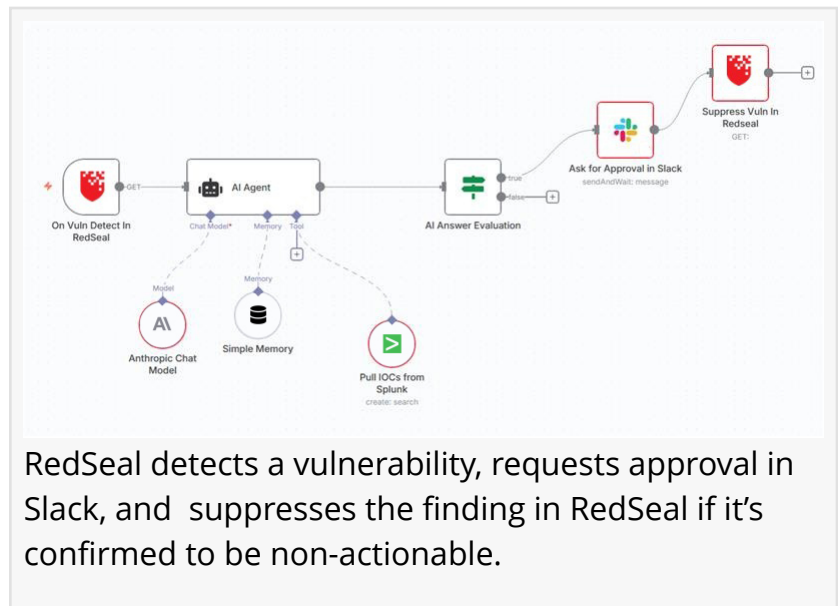 On Vuln Detect In
RedSeal
GET
AI Agent
Chat Model*
Memory
Tool
Model
Anthropic Chat
Model
Memory
Simple Memory
Pull IOCs from
Splunk
create: search
AI Answer Evaluation
true
false
Ask for Approval in Slack
sendAndWait: message
Suppress Vuln In
Redseal
GET:
RedSeal detects a vulnerability, requests approval in
Slack, and  suppresses the finding in RedSeal if it’s
confirmed to be non-actionable.